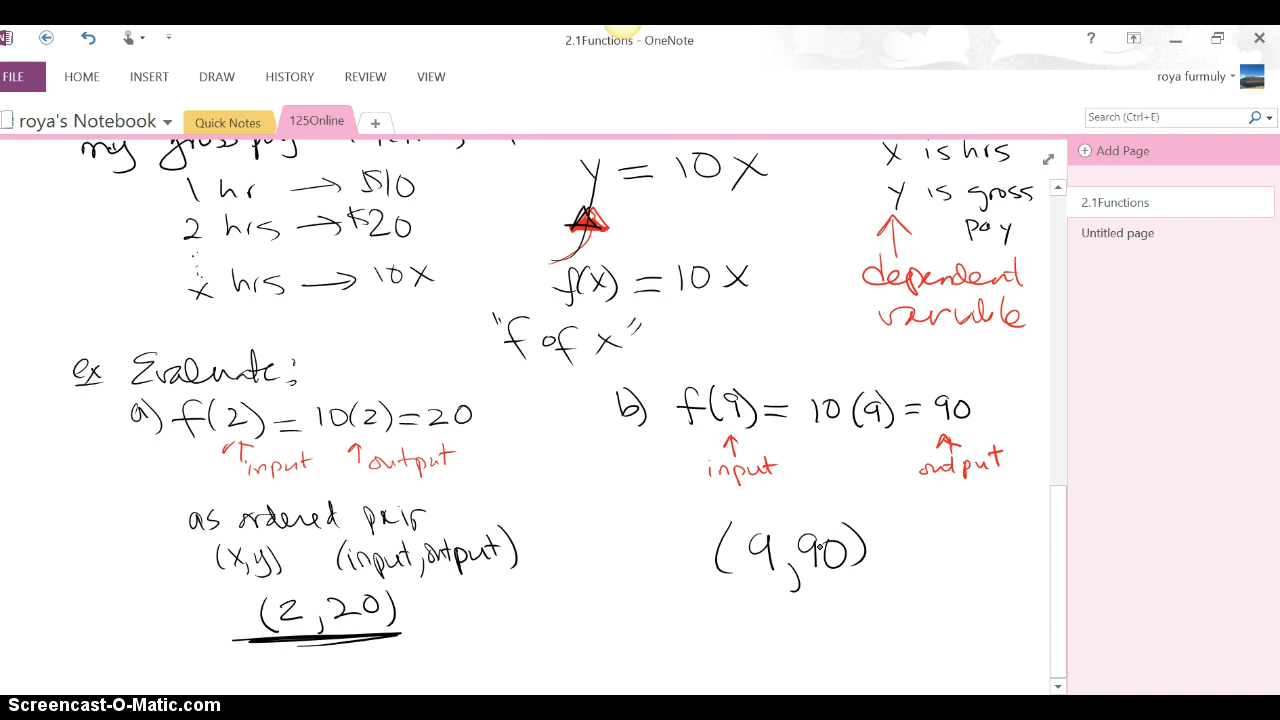 2.1Functions - OneNote
?
FILE HOME INSERT DRAW HISTORY REVIEW VIEW
roya furmuly
roya's Notebook Quick Notes 125Online +
Search (Ctrl+E)
Add Page
2.1Functions
Untitled page
my gross pay
1 hr → $10
2 hrs → $20
x hrs → 10x
y = 10x
f(x) = 10x
"f of x"
x is hrs
y is gross
pay
dependent
variable
ex Evaluate:
a) f(2) = 10(2) = 20
input output
as ordered pair
(x,y) (input, output)
(2, 20)
b) f(9) = 10(9) = 90
input output
(9, 90)
Screencast-O-Matic.com